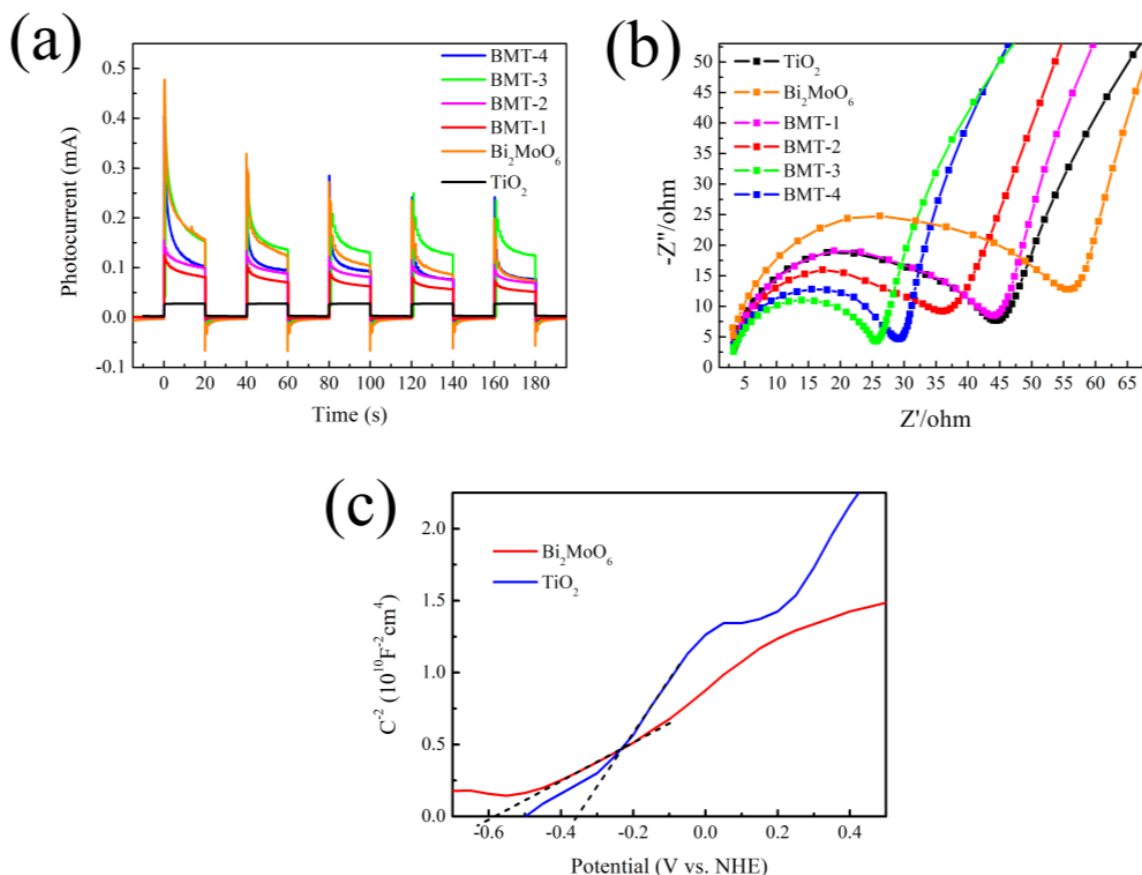 (a)
Photocurrent (mA)
0.5
0.4
0.3
0.2
0.1
0.0
-0.1
BMT-4
BMT-3
BMT-2
BMT-1
Bi₂MoO₆
TiO₂
0 20 40 60 80 100 120 140 160 180
Time (s)
(b)
-Z''/ohm
50
45
40
35
30
25
20
15
10
5
0
TiO₂
Bi₂MoO₆
BMT-1
BMT-2
BMT-3
BMT-4
5 10 15 20 25 30 35 40 45 50 55 60 65
Z'/ohm
(c)
C⁻² (10¹⁰F⁻²cm⁴)
2.0
1.5
1.0
0.5
0.0
Bi₂MoO₆
TiO₂
-0.6 -0.4 -0.2 0.0 0.2 0.4
Potential (V vs. NHE)